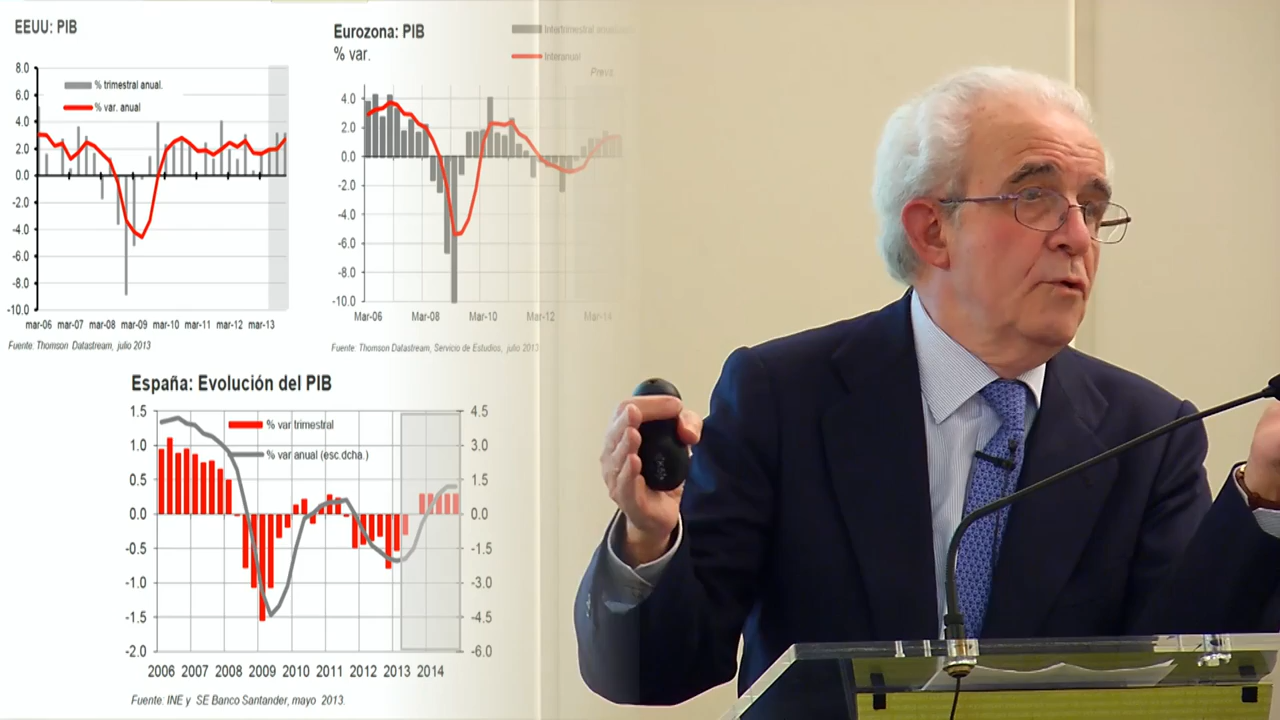 EEUU: PIB
8.0
6.0
4.0
2.0
0.0
-2.0
-4.0
-6.0
-8.0
-10.0
% trimestral anual.
% var. anual
mar-06 mar-07 mar-08 mar-09 mar-10 mar-11 mar-12 mar-13
Fuente: Thomson Datastream, julio 2013
Eurozona: PIB
% var.
Intertrimestral
Interanual
Prev.
4.0
2.0
0.0
-2.0
-4.0
-6.0
-8.0
-10.0
Mar-06 Mar-08 Mar-10 Mar-12 Mar-14
Fuente: Thomson Datastream, Servicio de Estudios, julio 2013
España: Evolución del PIB
1.5
1.0
0.5
0.0
-0.5
-1.0
-1.5
-2.0
% var trimestral
% var anual (esc.dcha.)
4.5
3.0
1.5
0.0
-1.5
-3.0
-4.5
-6.0
2006 2007 2008 2009 2010 2011 2012 2013 2014
Fuente: INE y SE Banco Santander, mayo 2013.